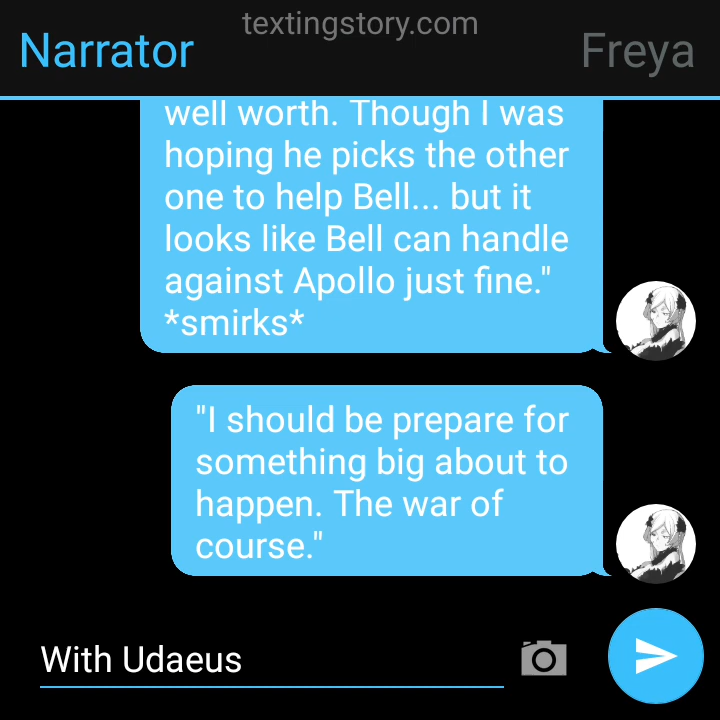 textingstory.com
Narrator
Freya
well worth. Though I was
hoping he picks the other
one to help Bell... but it
looks like Bell can handle
against Apollo just fine."
*smirks*
"I should be prepare for
something big about to
happen. The war of
course."
With Udaeus